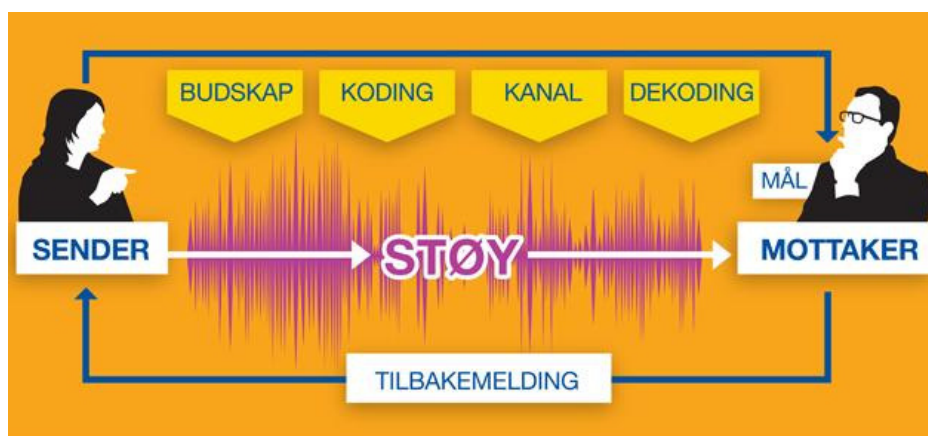 BUDSKAP
KODING
KANAL
DEKODING
MÅL
SENDER
STØY
MOTTAKER
TILBAKEMELDING